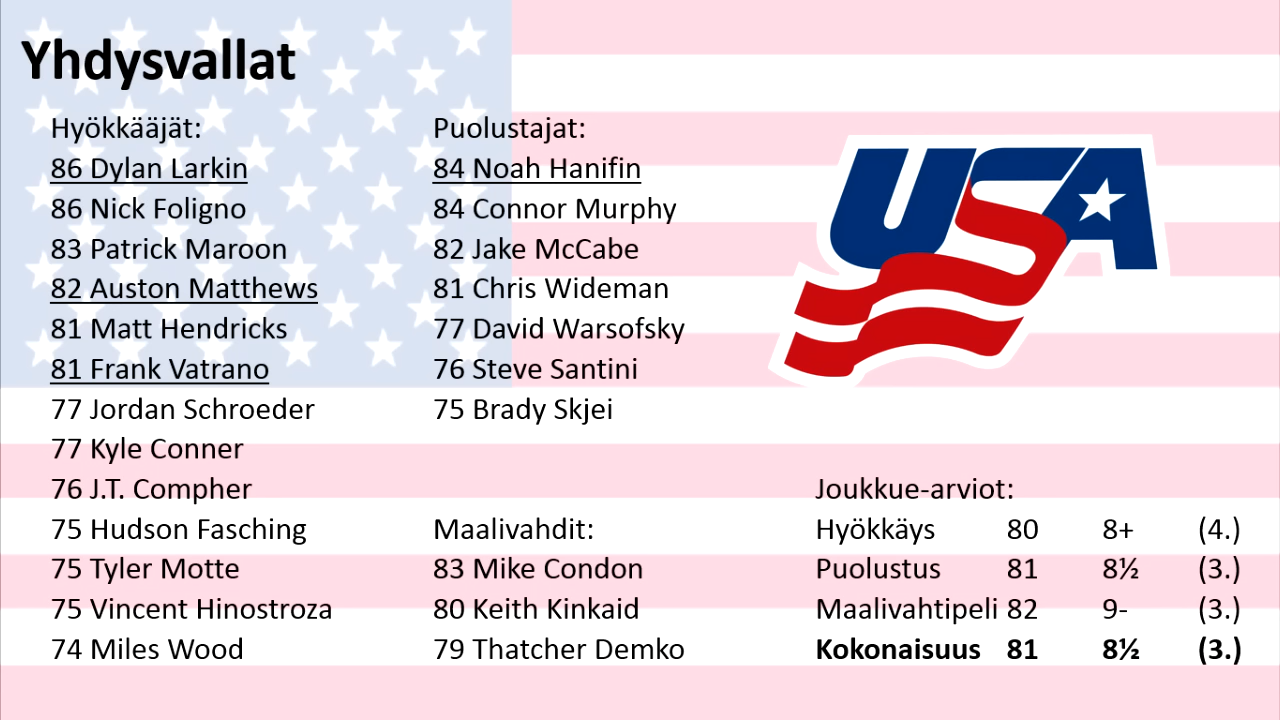 Yhdysvallat
Hyökkääjät:
86 Dylan Larkin
86 Nick Foligno
83 Patrick Maroon
82 Auston Matthews
81 Matt Hendricks
81 Frank Vatrano
77 Jordan Schroeder
77 Kyle Conner
76 J.T. Compher
75 Hudson Fasching
75 Tyler Motte
75 Vincent Hinostroza
74 Miles Wood
Puolustajat:
84 Noah Hanifin
84 Connor Murphy
82 Jake McCabe
81 Chris Wideman
77 David Warsofsky
76 Steve Santini
75 Brady Skjei
Maalivahdit:
83 Mike Condon
80 Keith Kinkaid
79 Thatcher Demko
USA
Joukkue-arviot:
Hyökkäys 80 8+ (4.)
Puolustus 81 8½ (3.)
Maalivahtipeli 82 9- (3.)
Kokonaisuus 81 8½ (3.)